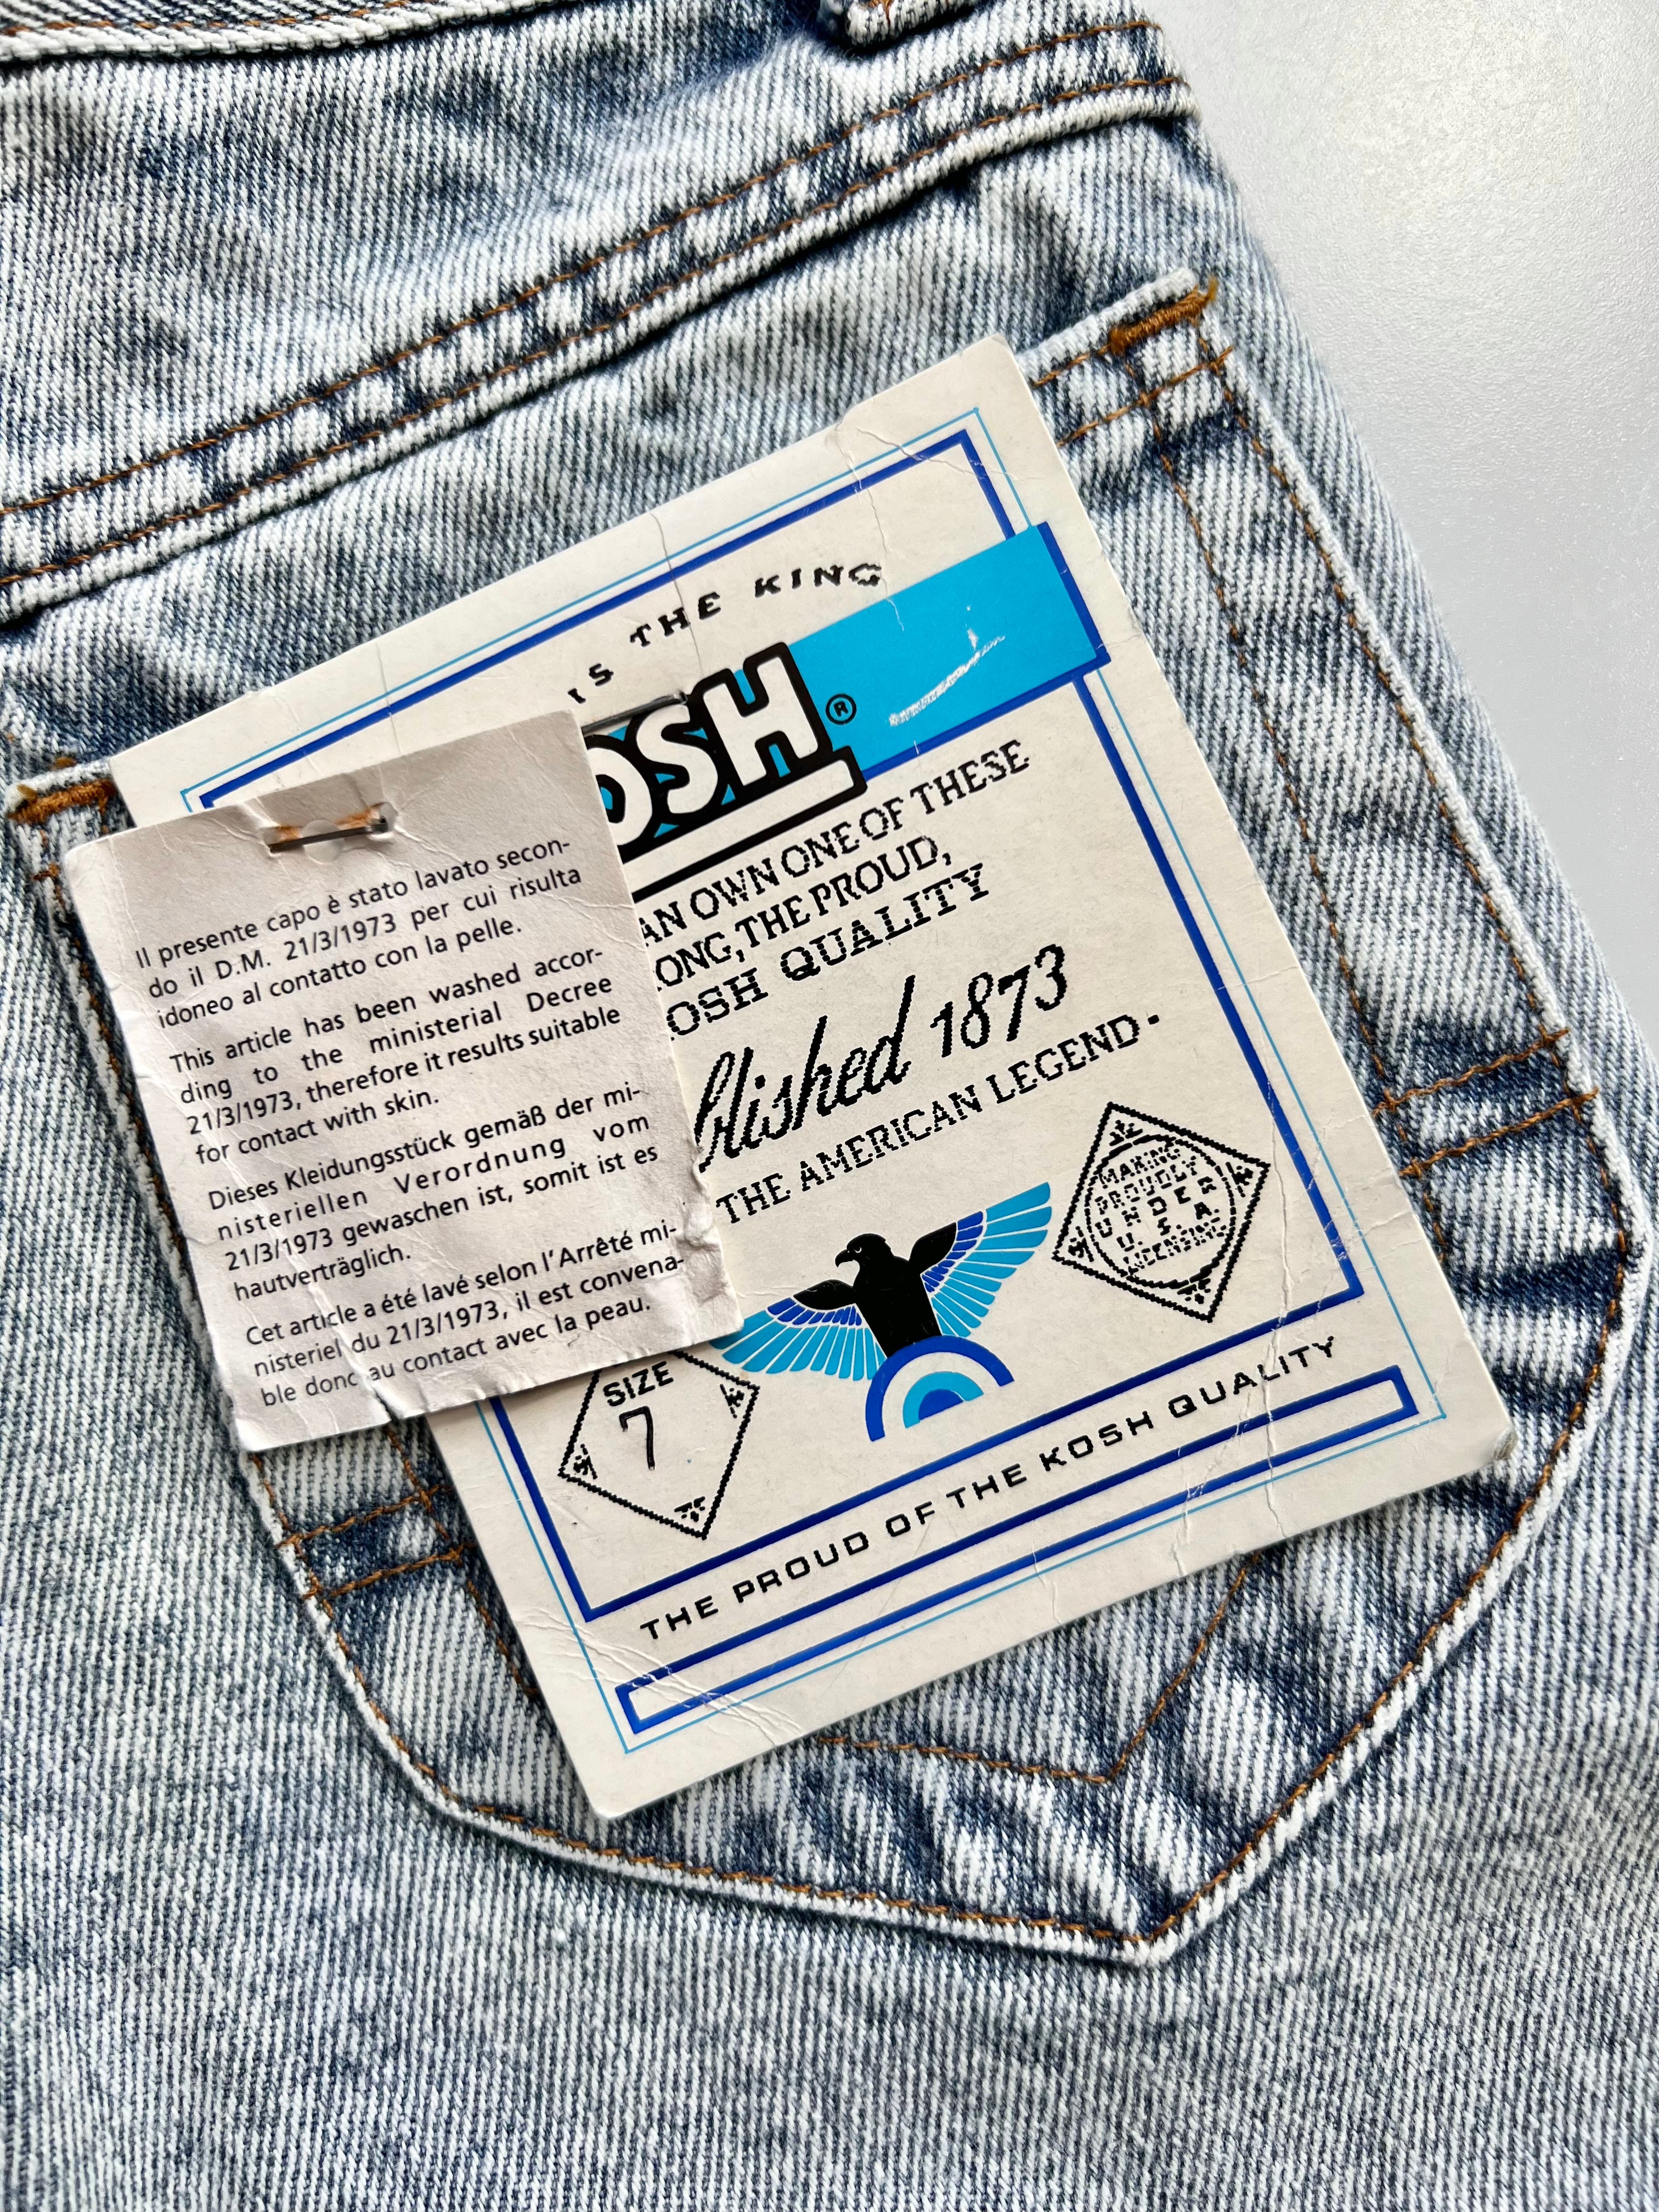 IS THE KING
OSH®
AN OWN ONE OF THESE
ONG, THE PROUD,
OSH QUALITY
blished 1873
THE AMERICAN LEGEND.
MAKING
PROUDLY
UNDER
U.S.A.
LICENSING
SIZE
7
THE PROUD OF THE KOSH QUALITY
Il presente capo è stato lavato secon-
do il D.M. 21/3/1973 per cui risulta
idoneo al contatto con la pelle.
This article has been washed accor-
ding to the ministerial Decree
21/3/1973, therefore it results suitable
for contact with skin.
Dieses Kleidungsstück gemäß der mi-
nisteriellen Verordnung vom
21/3/1973 gewaschen ist, somit ist es
hautverträglich.
Cet article a été lavé selon l'Arrêté mi-
nisteriel du 21/3/1973, il est convena-
ble donc au contact avec la peau.